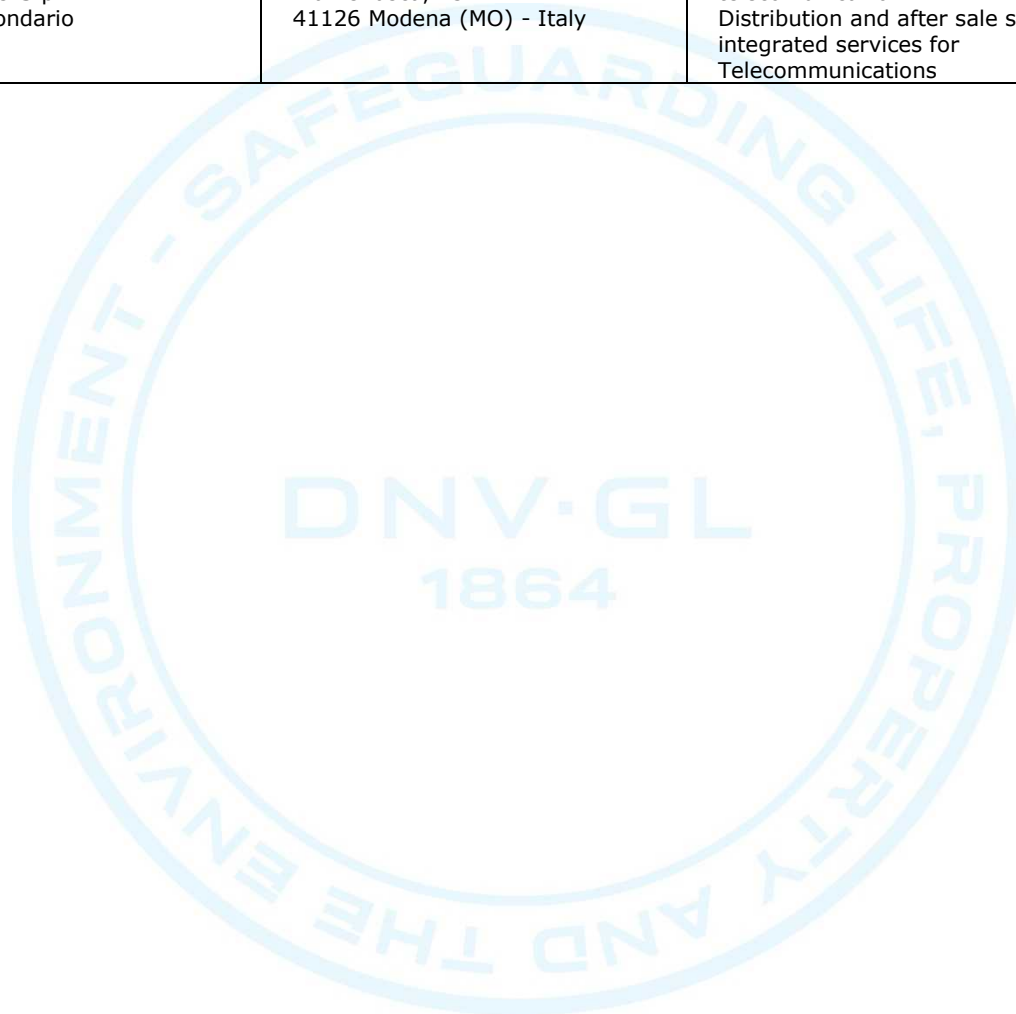 ondario
41126 Modena (MO) - Italy
Distribution and after sale s
integrated services for
Telecommunications
SAFEGUARDING LIFE, PROPERTY AND THE ENVIRONMENT -
DNV·GL
1864